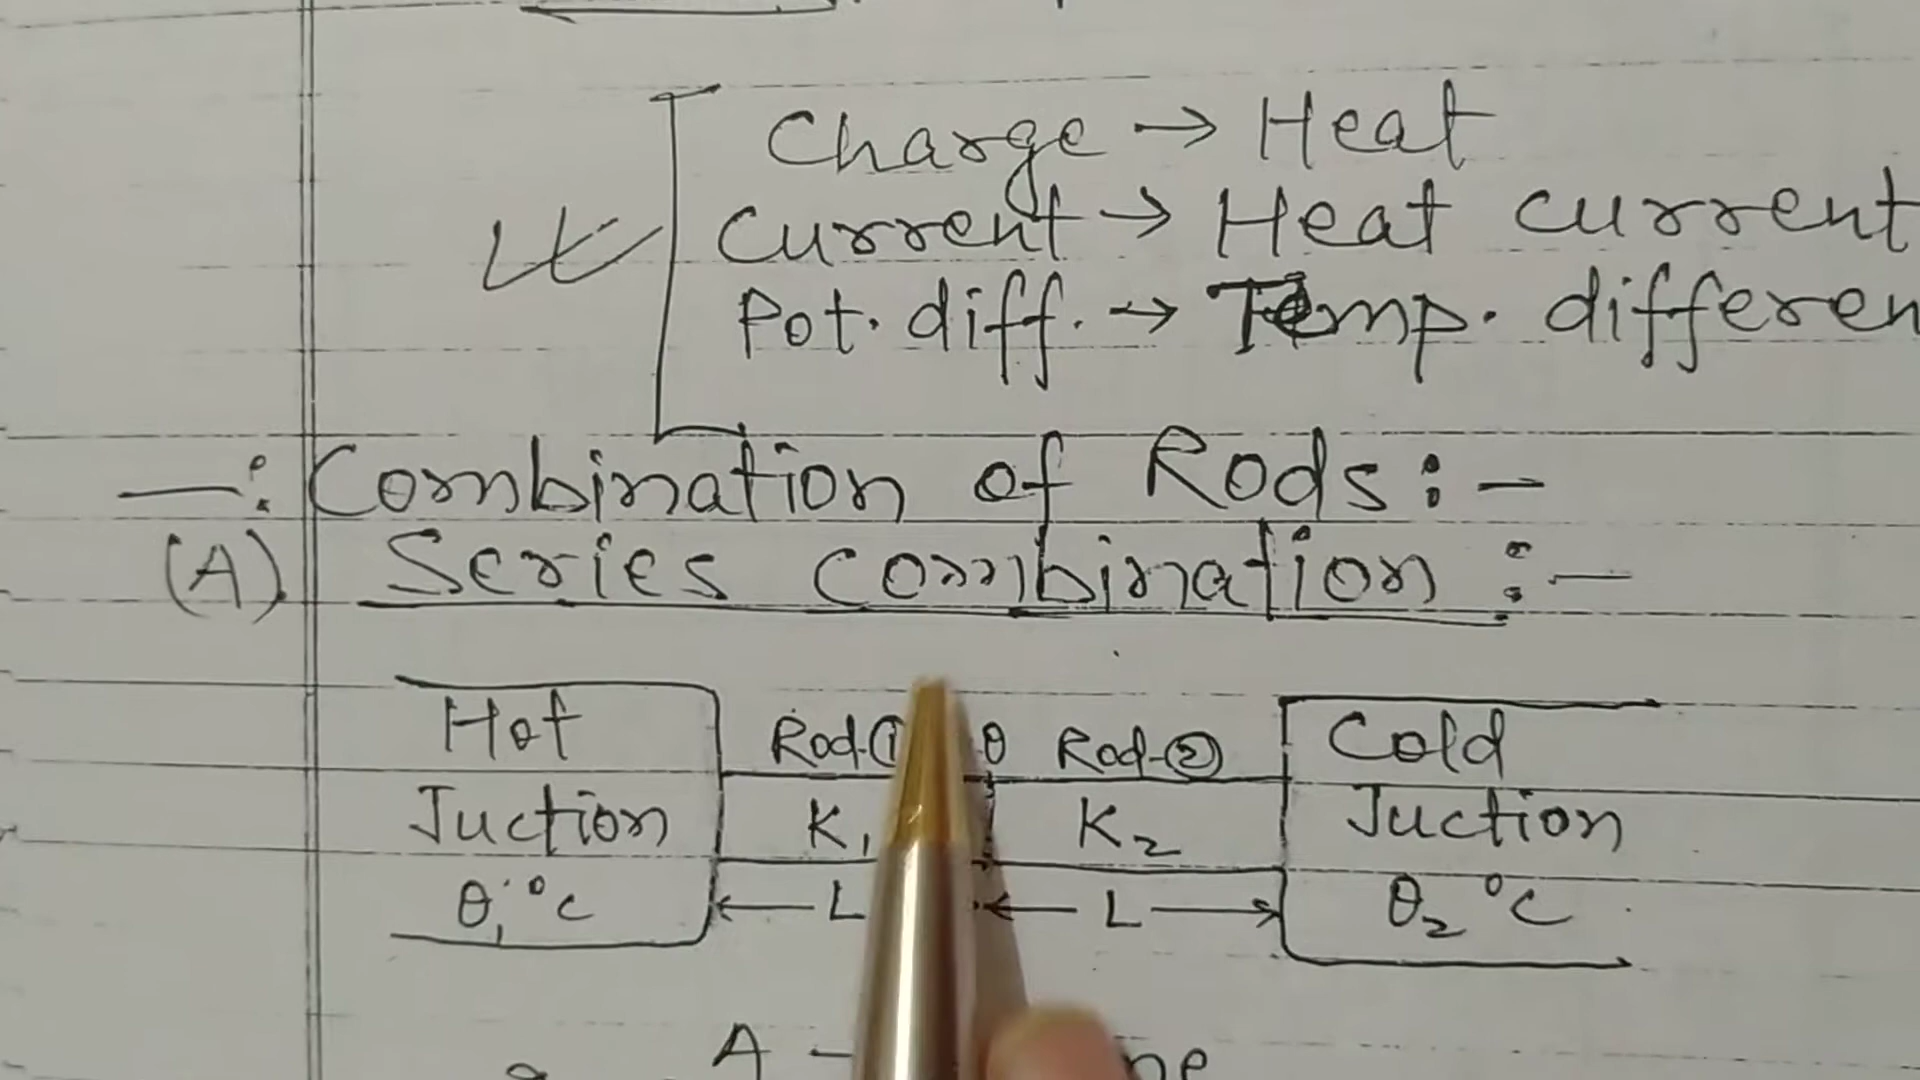 Charge → Heat
Current → Heat current
Pot. diff. → Temp. differen
—: Combination of Rods :-
(A) Series combination :-
Hot
Juction
θ₁°c
Rod-① θ Rod-②
K₁ K₂
L L
Cold
Juction
θ₂°c
A